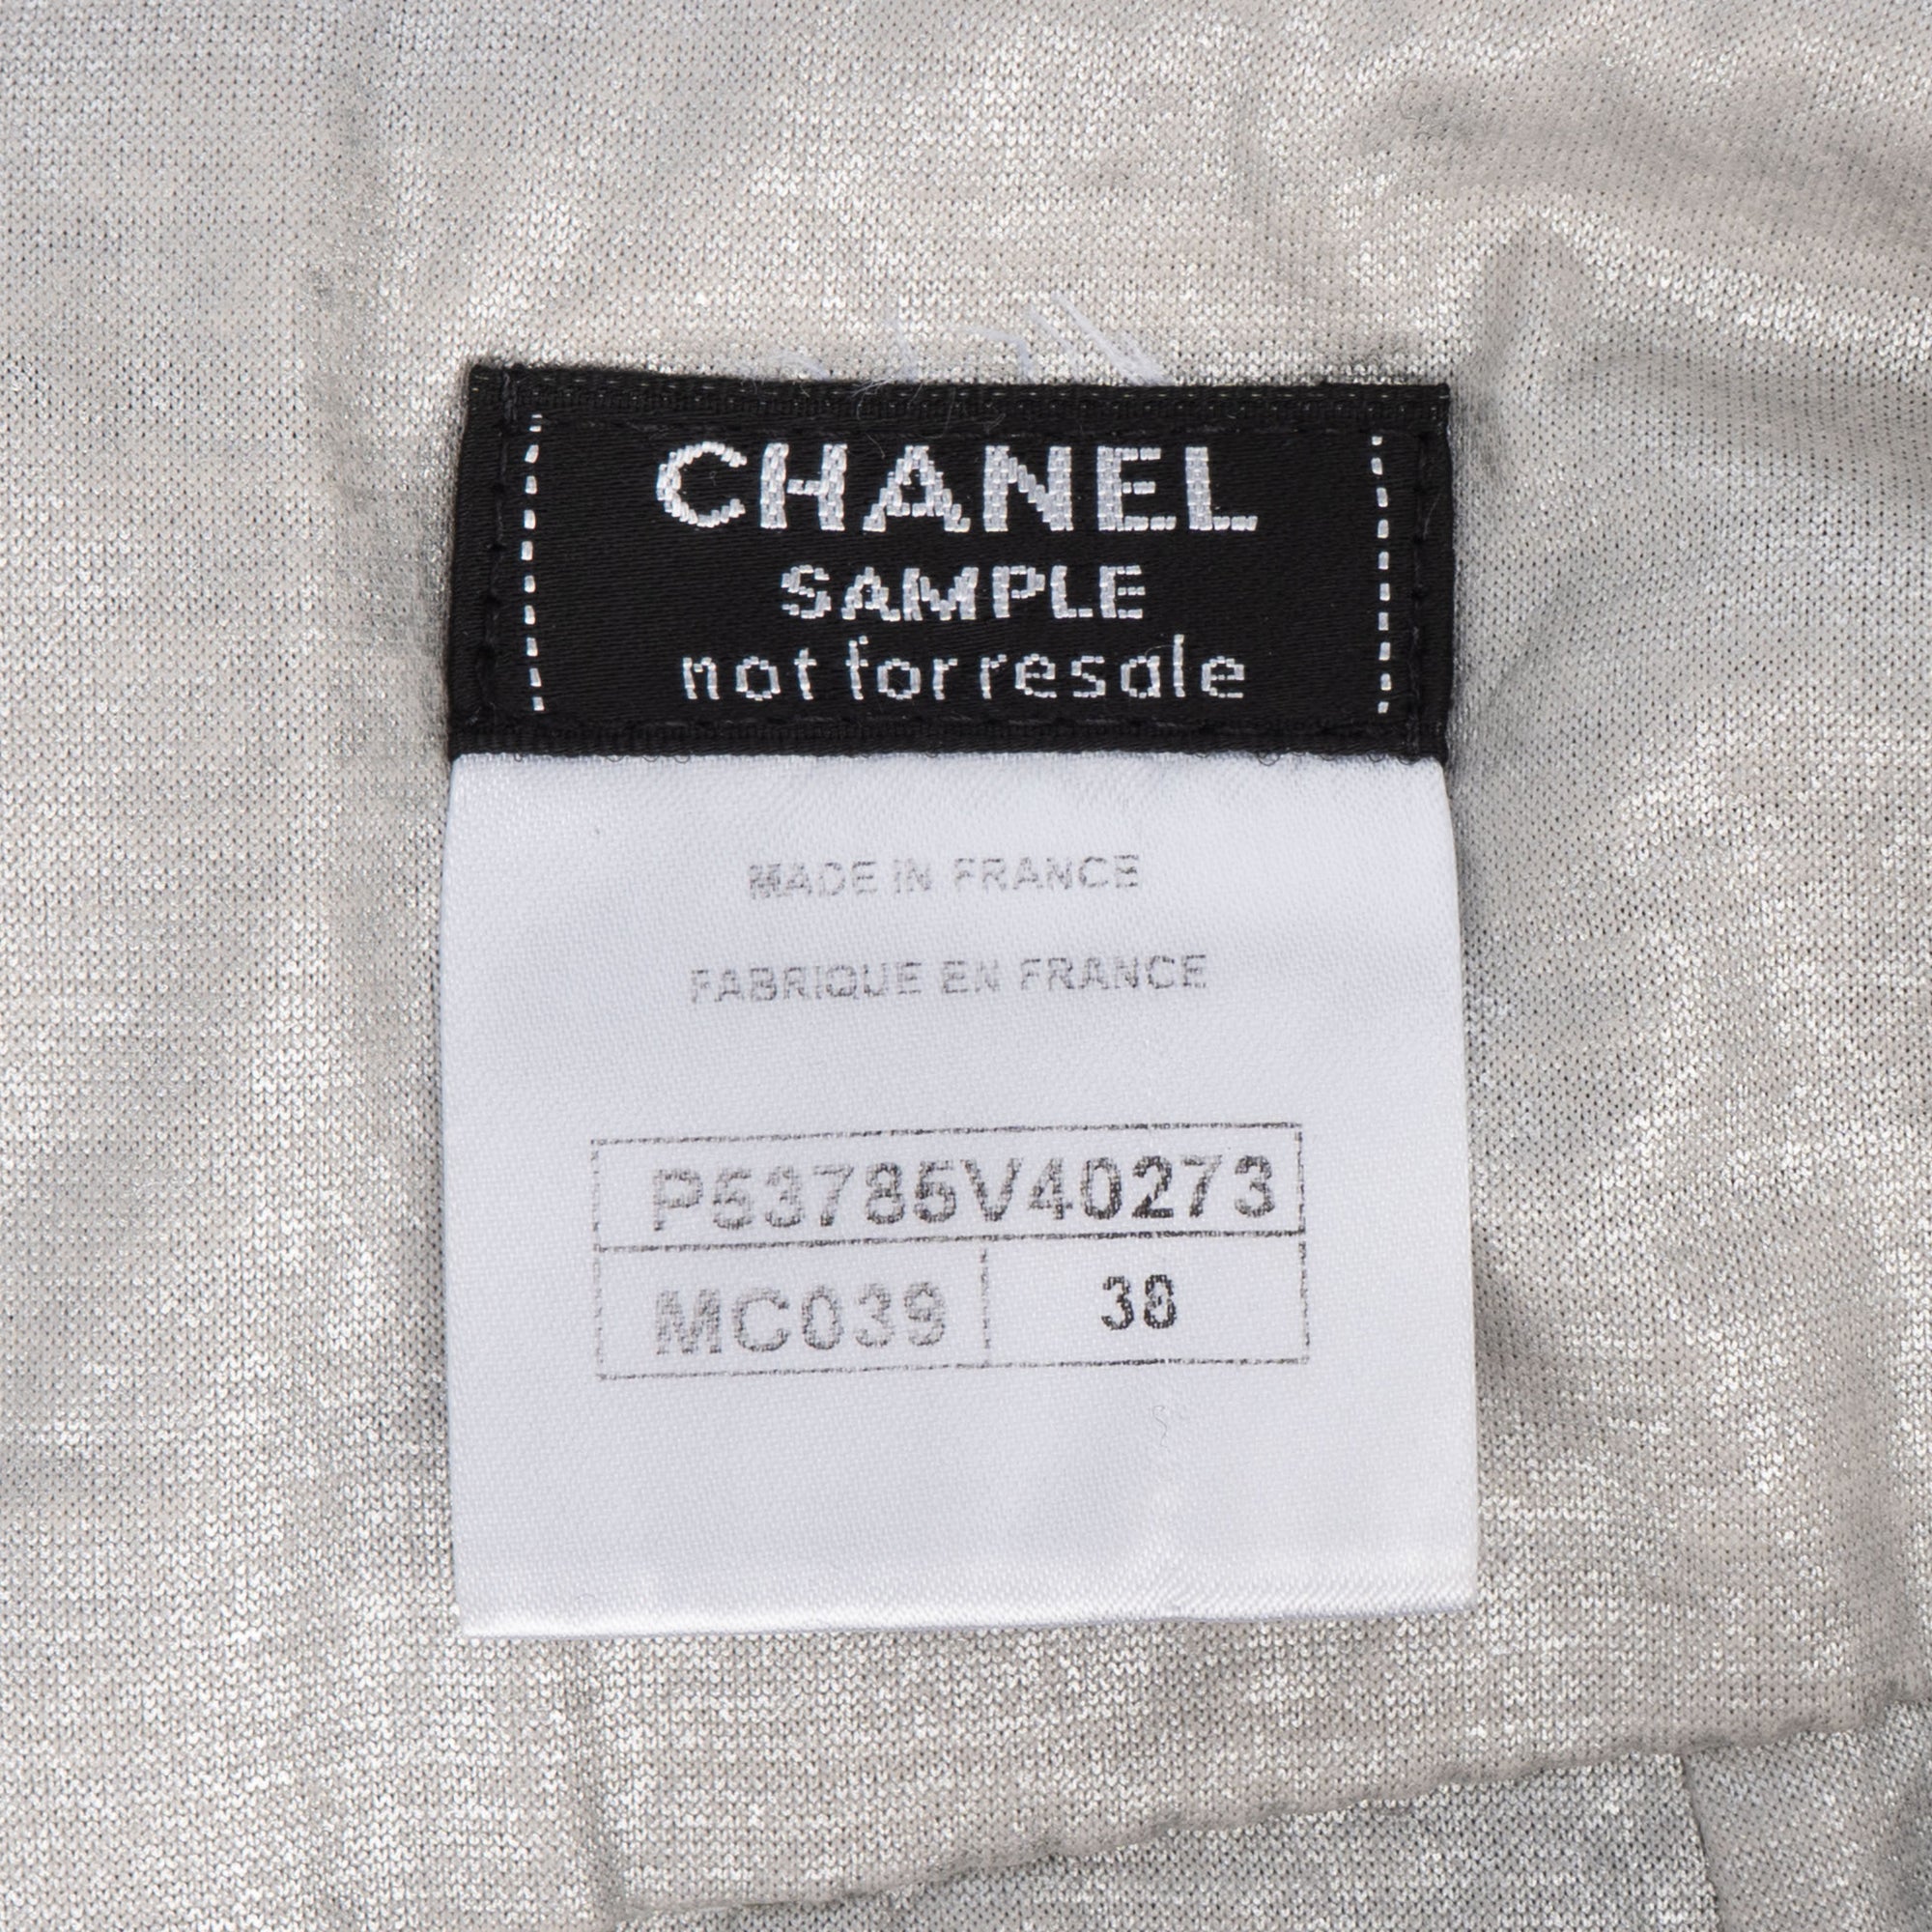 CHANEL
SAMPLE
not for resale
MADE IN FRANCE
FABRIQUE EN FRANCE
P53785V40273
MC039 38